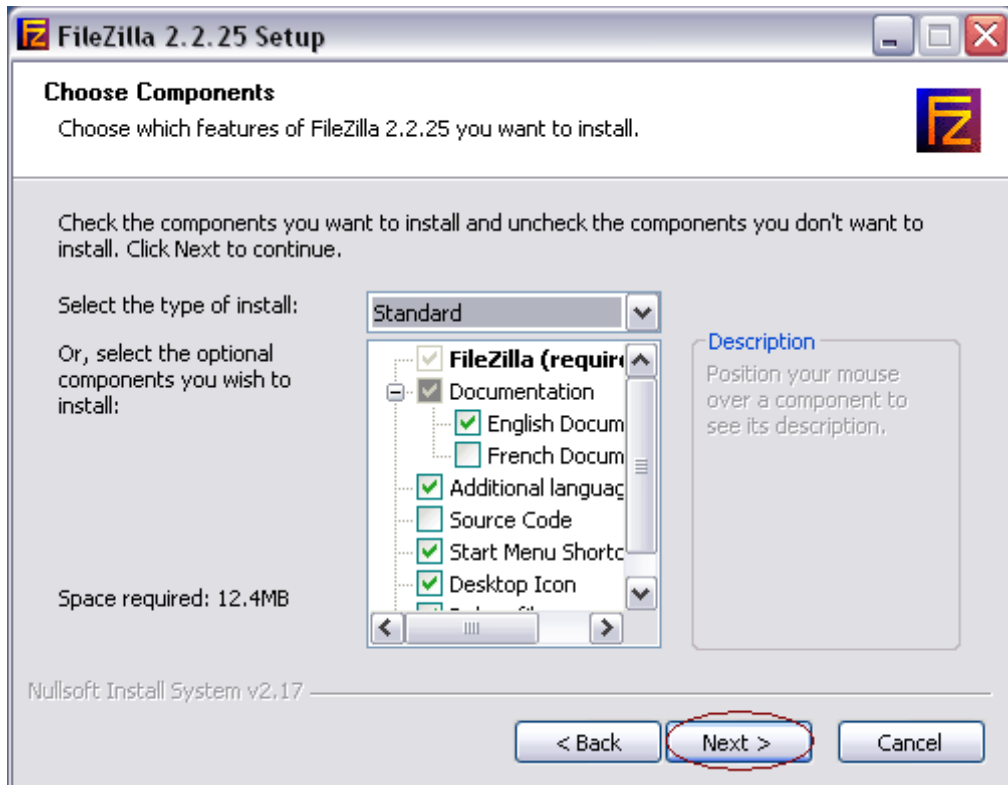 FileZilla 2.2.25 Setup
Choose Components
Choose which features of FileZilla 2.2.25 you want to install.
FZ
Check the components you want to install and uncheck the components you don't want to
install. Click Next to continue.
Select the type of install:
Standard
Or, select the optional
components you wish to
install:
FileZilla (require
Documentation
English Docum
French Docum
Additional languag
Source Code
Start Menu Shortc
Desktop Icon
Description
Position your mouse
over a component to
see its description.
Space required: 12.4MB
Nullsoft Install System v2.17
< Back
Next >
Cancel